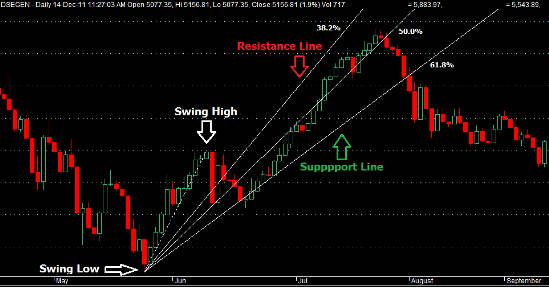 DSEGEN - Daily 14-Dec-11 11:27:03 AM Open 5077.35, Hi 5156.81, Lo 5077.35, Close 5155.81 (1.9%) Vol 717 = 5,883.97, = 5,543.89,
38.2%
50.0%
Resistance Line
61.8%
Swing High
Suppport Line
Swing Low
May
Jun
Jul
August
September